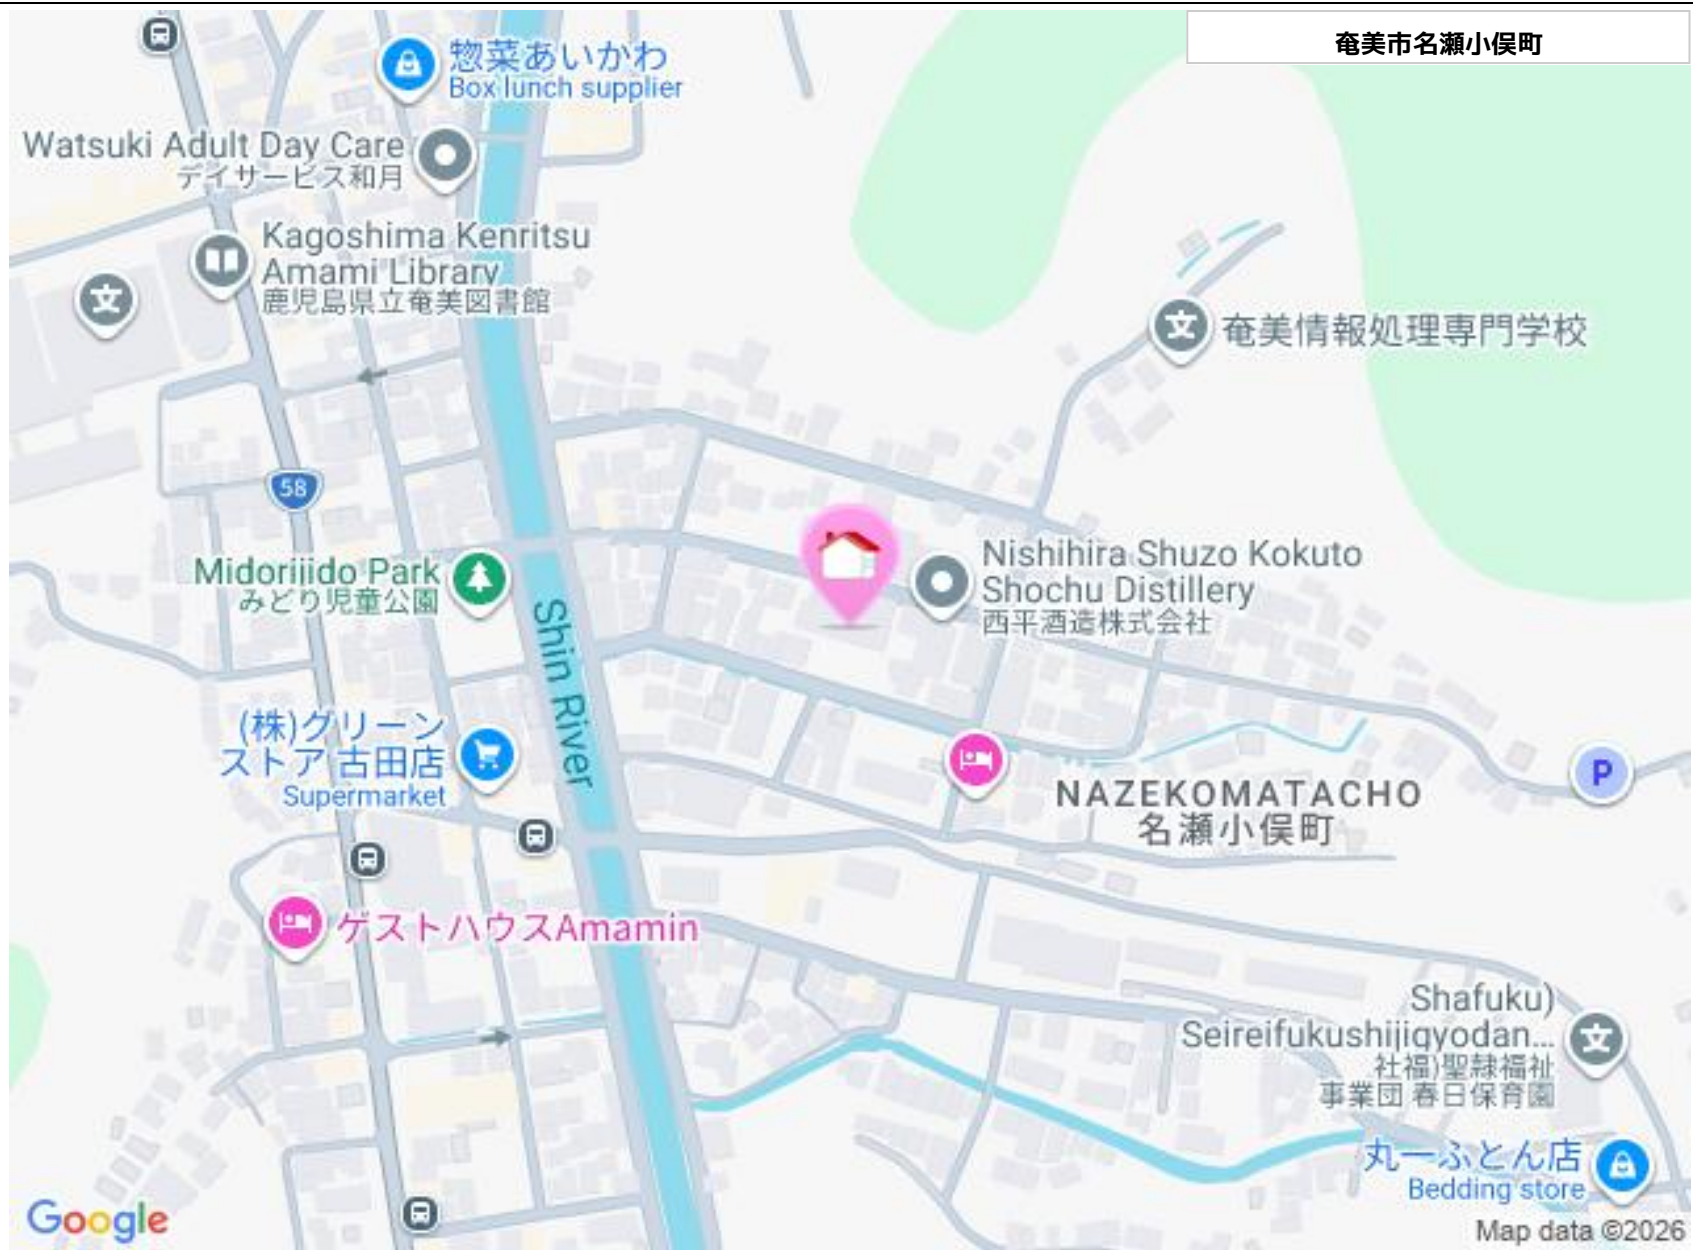 奄美市名瀬小俣町
惣菜あいかわ
Box lunch supplier
Watsuki Adult Day Care
デイサービス和月
Kagoshima Kenritsu
Amami Library
鹿児島県立奄美図書館
文
文
奄美情報処理専門学校
58
Midorijido Park
みどり児童公園
Nishihira Shuzo Kokuto
Shochu Distillery
西平酒造株式会社
Shin River
(株)グリーン
ストア 古田店
Supermarket
P
NAZEKOMATACHO
名瀬小俣町
ゲストハウスAmamin
Shafuku)
Seireifukushijigyodan...
社福)聖隷福祉
事業団 春日保育園
文
丸一ふとん店
Bedding store
Google
Map data ©2026